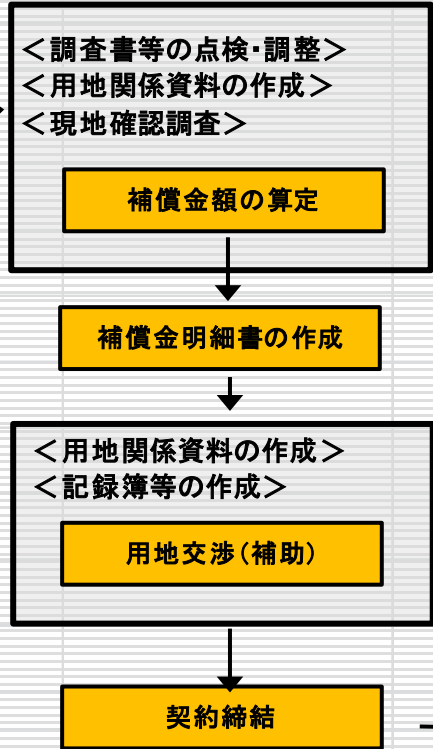 ＜調査書等の点検・調整＞
＜用地関係資料の作成＞
＜現地確認調査＞
補償金額の算定
補償金明細書の作成
＜用地関係資料の作成＞
＜記録簿等の作成＞
用地交渉（補助）
契約締結